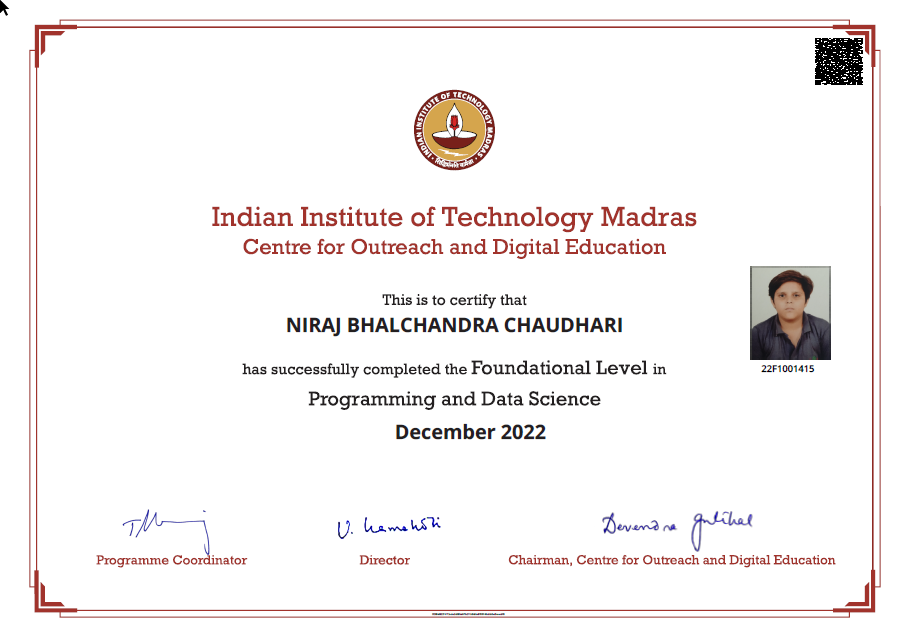 INDIAN INSTITUTE OF TECHNOLOGY MADRAS
Indian Institute of Technology Madras
Centre for Outreach and Digital Education
This is to certify that
NIRAJ BHALCHANDRA CHAUDHARI
22F1001415
has successfully completed the Foundational Level in
Programming and Data Science
December 2022
V. Kamakoti
Devendra Jalihal
Programme Coordinator
Director
Chairman, Centre for Outreach and Digital Education